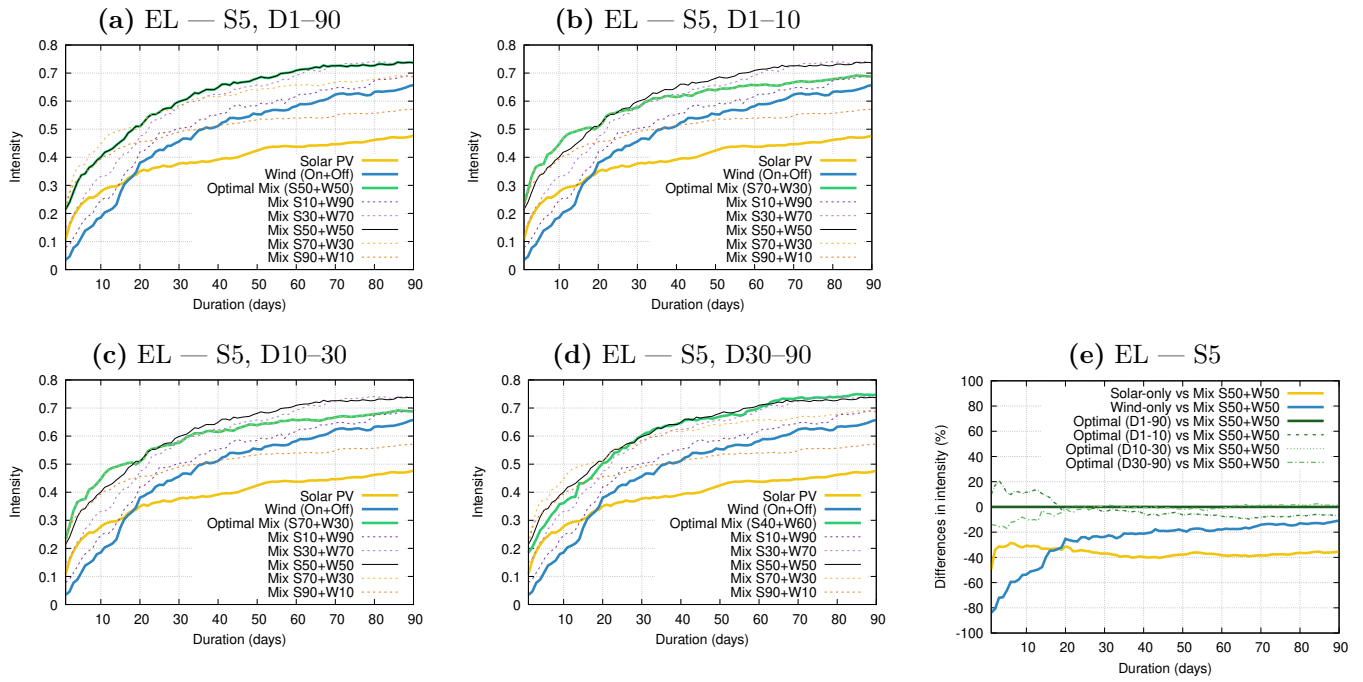 (a) EL — S5, D1–90
0.8
0.7
0.6
0.5
0.4
0.3
0.2
0.1
0
Intensity
Solar PV
Wind (On+Off)
Optimal Mix (S50+W50)
Mix S10+W90
Mix S30+W70
Mix S50+W50
Mix S70+W30
Mix S90+W10
10 20 30 40 50 60 70 80 90
Duration (days)
(b) EL — S5, D1–10
0.8
0.7
0.6
0.5
0.4
0.3
0.2
0.1
0
Intensity
Solar PV
Wind (On+Off)
Optimal Mix (S70+W30)
Mix S10+W90
Mix S30+W70
Mix S50+W50
Mix S70+W30
Mix S90+W10
10 20 30 40 50 60 70 80 90
Duration (days)
(c) EL — S5, D10–30
0.8
0.7
0.6
0.5
0.4
0.3
0.2
0.1
0
Intensity
Solar PV
Wind (On+Off)
Optimal Mix (S70+W30)
Mix S10+W90
Mix S30+W70
Mix S50+W50
Mix S70+W30
Mix S90+W10
10 20 30 40 50 60 70 80 90
Duration (days)
(d) EL — S5, D30–90
0.8
0.7
0.6
0.5
0.4
0.3
0.2
0.1
0
Intensity
Solar PV
Wind (On+Off)
Optimal Mix (S40+W60)
Mix S10+W90
Mix S30+W70
Mix S50+W50
Mix S70+W30
Mix S90+W10
10 20 30 40 50 60 70 80 90
Duration (days)
(e) EL — S5
100
80
60
40
20
0
-20
-40
-60
-80
-100
Differences in intensity (%)
Solar-only vs Mix S50+W50
Wind-only vs Mix S50+W50
Optimal (D1-90) vs Mix S50+W50
Optimal (D1-10) vs Mix S50+W50
Optimal (D10-30) vs Mix S50+W50
Optimal (D30-90) vs Mix S50+W50
10 20 30 40 50 60 70 80 90
Duration (days)